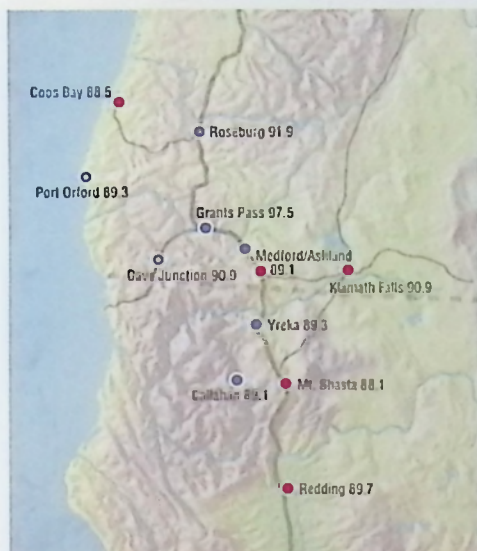 Coos Bay 88.5
Roseburg 91.9
Port Orford 89.3
Grants Pass 97.5
Medford/Ashland
89.1
Cave Junction 90.9
Klamath Falls 90.9
Yreka 89.3
Mt. Shasta 88.1
Callahan 89.1
Redding 89.7